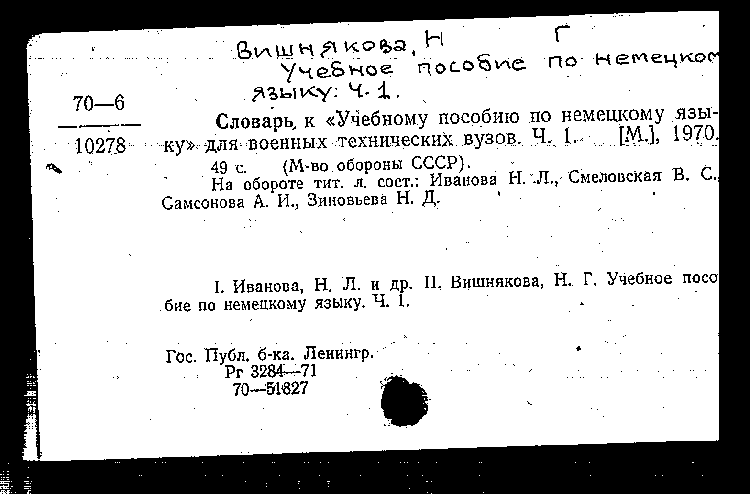 Вишнякова, Н Г
Учебное пособие по немецком
языку: Ч. 1.
70—6
10278
Словарь к «Учебному пособию по немецкому язы-
ку» для военных технических вузов. Ч. 1. [М.], 1970.
49 с. (М-во обороны СССР).
На обороте тит. л. сост.: Иванова Н. Л., Смеловская В. С.,
Самсонова А. И., Зиновьева Н. Д.
I. Иванова, Н. Л. и др. II. Вишнякова, Н. Г. Учебное посо
бие по немецкому языку. Ч. 1.
Гос. Публ. б-ка. Ленингр.
Рг 3284—71
70—51827